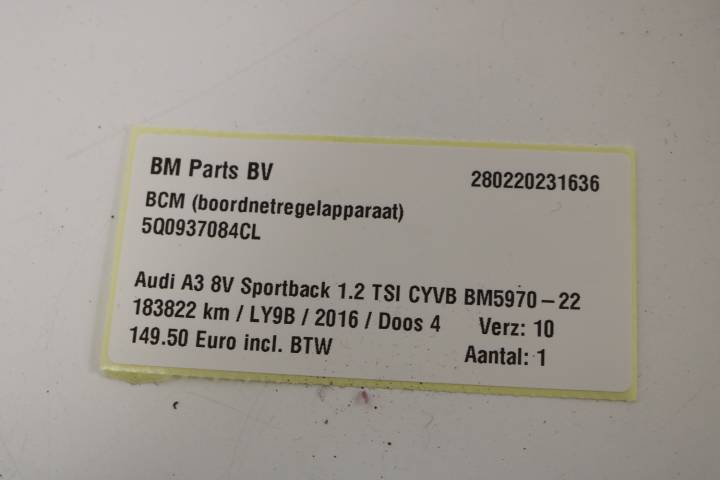 BM Parts BV 280220231636
BCM (boordnetregelapparaat)
5Q0937084CL
Audi A3 8V Sportback 1.2 TSI CYVB BM5970-22
183822 km / LY9B / 2016 / Doos 4 Verz: 10
149.50 Euro incl. BTW Aantal: 1